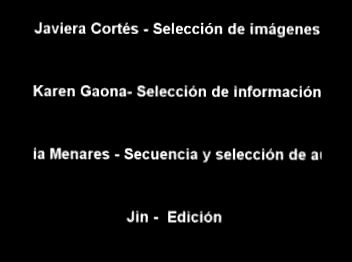 Javiera Cortés - Selección de imágenes
Karen Gaona- Selección de información
Menares - Secuencia y selección de
Jin - Edición